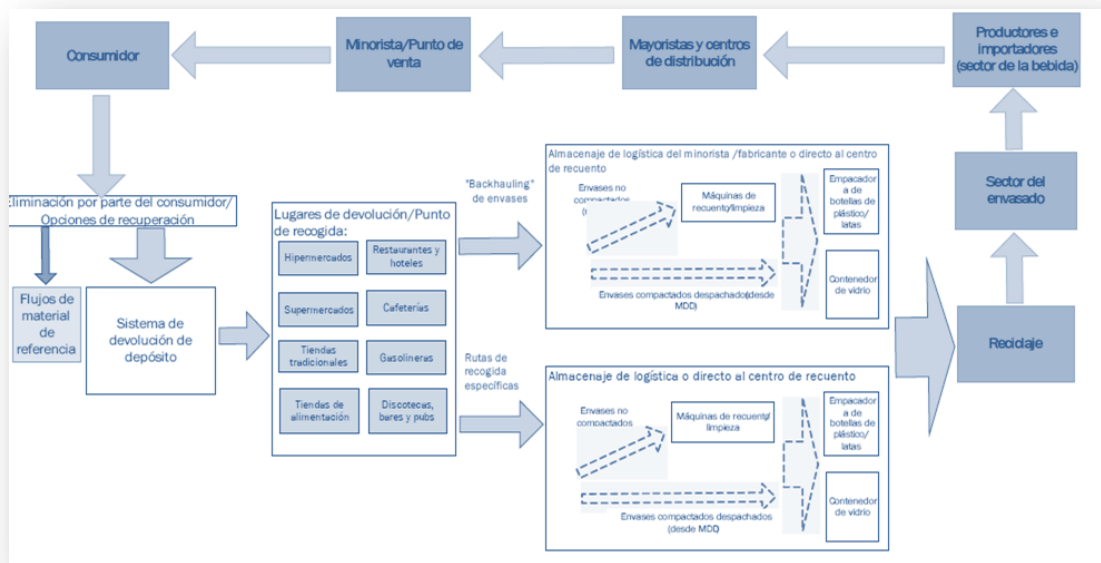 Consumidor
Minorista/Punto de
venta
Mayoristas y centros
de distribución
Productores e
importadores
(sector de la bebida)
Eliminación por parte del consumidor/
Opciones de recuperación
Flujos de
material
de
referencia
Sistema de
devolución de
depósito
Lugares de devolución/Punto
de recogida:
Hipermercados
Restaurantes y
hoteles
Supermercados
Cafeterías
Tiendas
tradicionales
Gasolineras
Tiendas de
alimentación
Discotecas,
bares y pubs
"Backhauling"
de envases
Rutas de
recogida
específicas
Almacenaje de logística del minorista /fabricante o directo al centro
de recuento
Envases no
compactados
Máquinas de
recuento/limpieza
Envases compactados despachado(desde
MDD)
Empacador
a de
botellas de
plástico/
latas
Contenedor
de vidrio
Almacenaje de logística o directo al centro de recuento
Envases no
compactados
Máquinas de recuento/
limpieza
Envases compactados despachados
(desde MDD)
Empacador
a de
botellas de
plástico/
latas
Contenedor
de vidrio
Sector del
envasado
Reciclaje